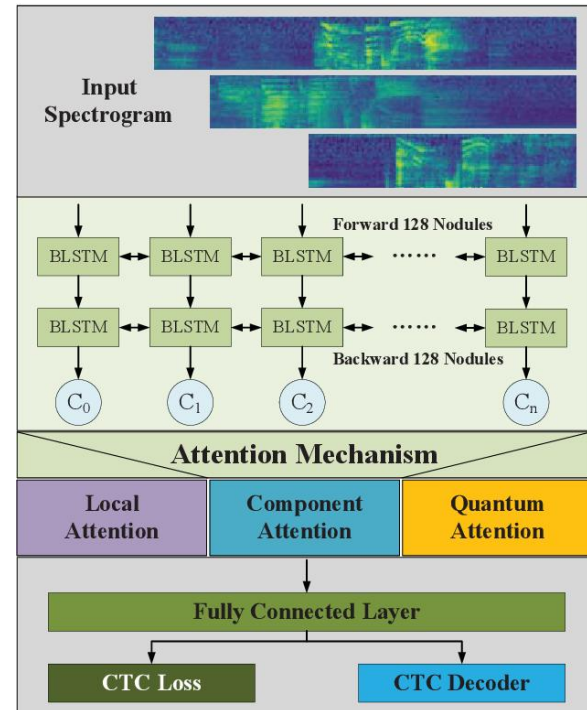 Input
Spectrogram
Forward 128 Nodules
BLSTM BLSTM BLSTM ...... BLSTM
BLSTM BLSTM BLSTM ...... BLSTM
Backward 128 Nodules
C0 C1 C2 Cn
Attention Mechanism
Local
Attention
Component
Attention
Quantum
Attention
Fully Connected Layer
CTC Loss
CTC Decoder